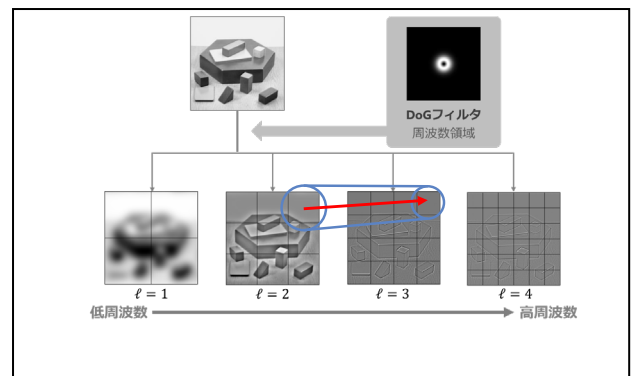 DoGフィルタ
周波数領域
ℓ = 1
ℓ = 2
ℓ = 3
ℓ = 4
低周波数
高周波数